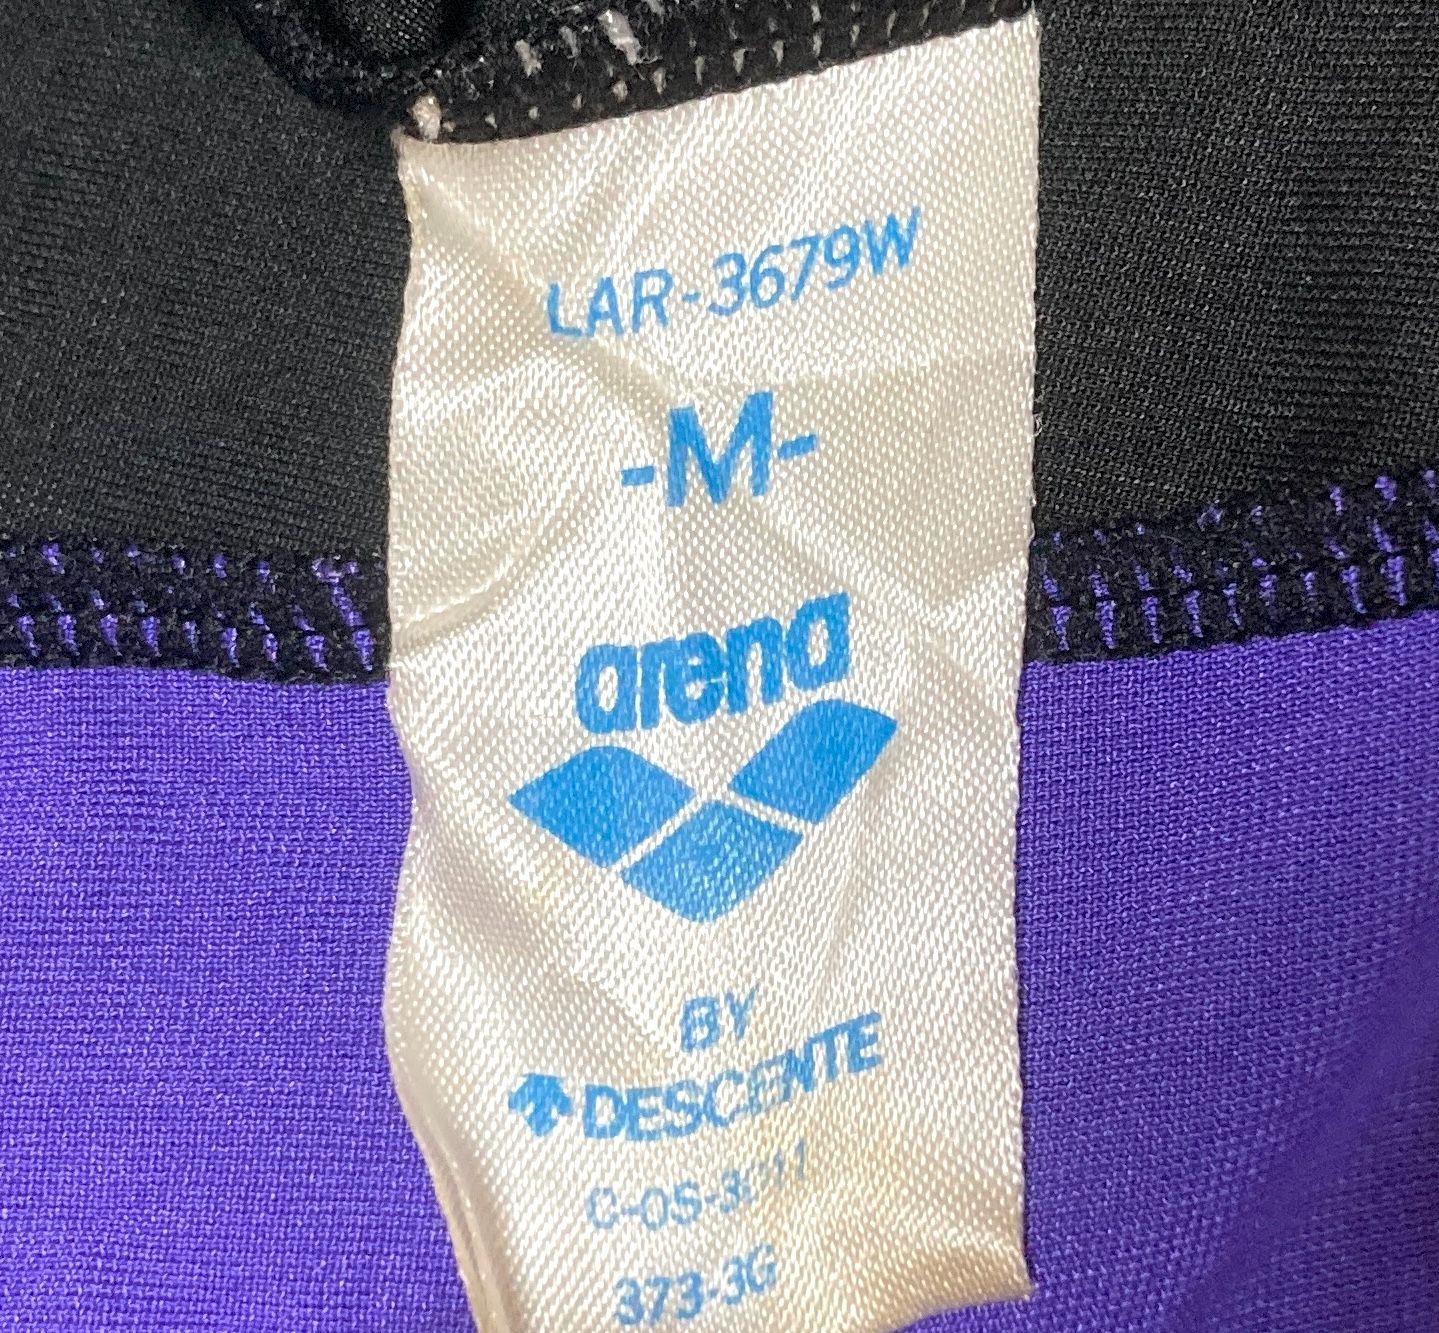 LAR-3679W
-M-
arena
BY
DESCENTE
373-3G